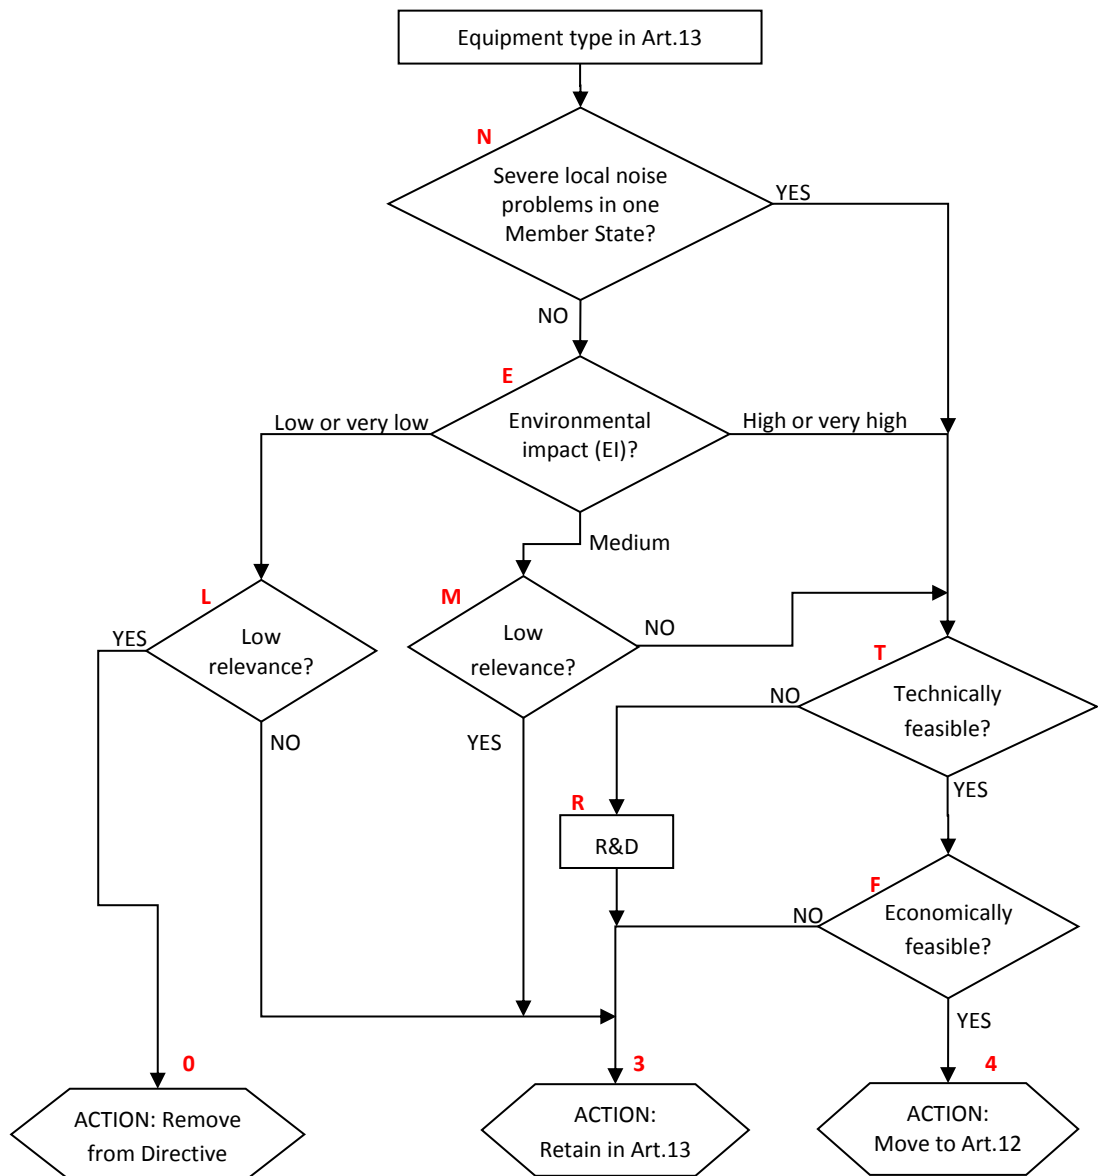 Equipment type in Art.13
N
Severe local noise
problems in one
Member State?
YES
NO
E
Environmental
impact (EI)?
Low or very low
High or very high
Medium
L
Low
relevance?
YES
NO
M
Low
relevance?
NO
YES
T
Technically
feasible?
NO
YES
R
R&D
F
Economically
feasible?
NO
YES
0
ACTION: Remove
from Directive
3
ACTION:
Retain in Art.13
4
ACTION:
Move to Art.12